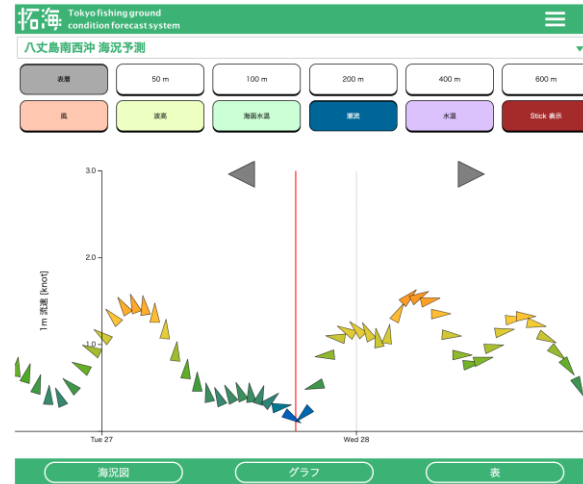 拓海 Tokyo fishing ground
condition forecast system
八丈島南西沖 海況予測
表層 50 m 100 m 200 m 400 m 600 m
風 波高 海面水温 潮流 水温 Stick 表示
3.0
2.0
1.0
1m 流速 [knot]
Tue 27 Wed 28
海況図 グラフ 表